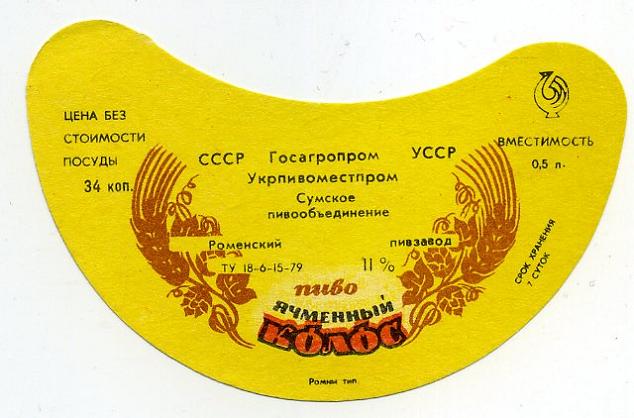 ЦЕНА БЕЗ
СТОИМОСТИ
ПОСУДЫ
34 коп.
СССР Госагропром УССР
Укрпивоместпром
Сумское
пивообъединение
Роменский пивзавод
ТУ 18-6-15-79 11%
пиво
ЯЧМЕННЫЙ
КОЛОС
ВМЕСТИМОСТЬ
0,5 л.
СРОК ХРАНЕНИЯ
7 СУТОК
Ромны тип